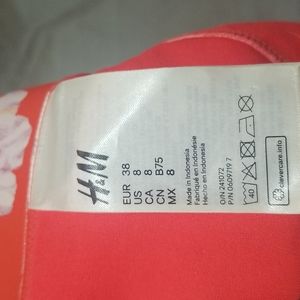 H&M
EUR 38
US 8
CA 8
CN B75
MX 8
Made in Indonesia
Fabriqué en Indonésie
Hecho en Indonesia
O/N 241072
P/N 0609719 7
40
clevercare.info